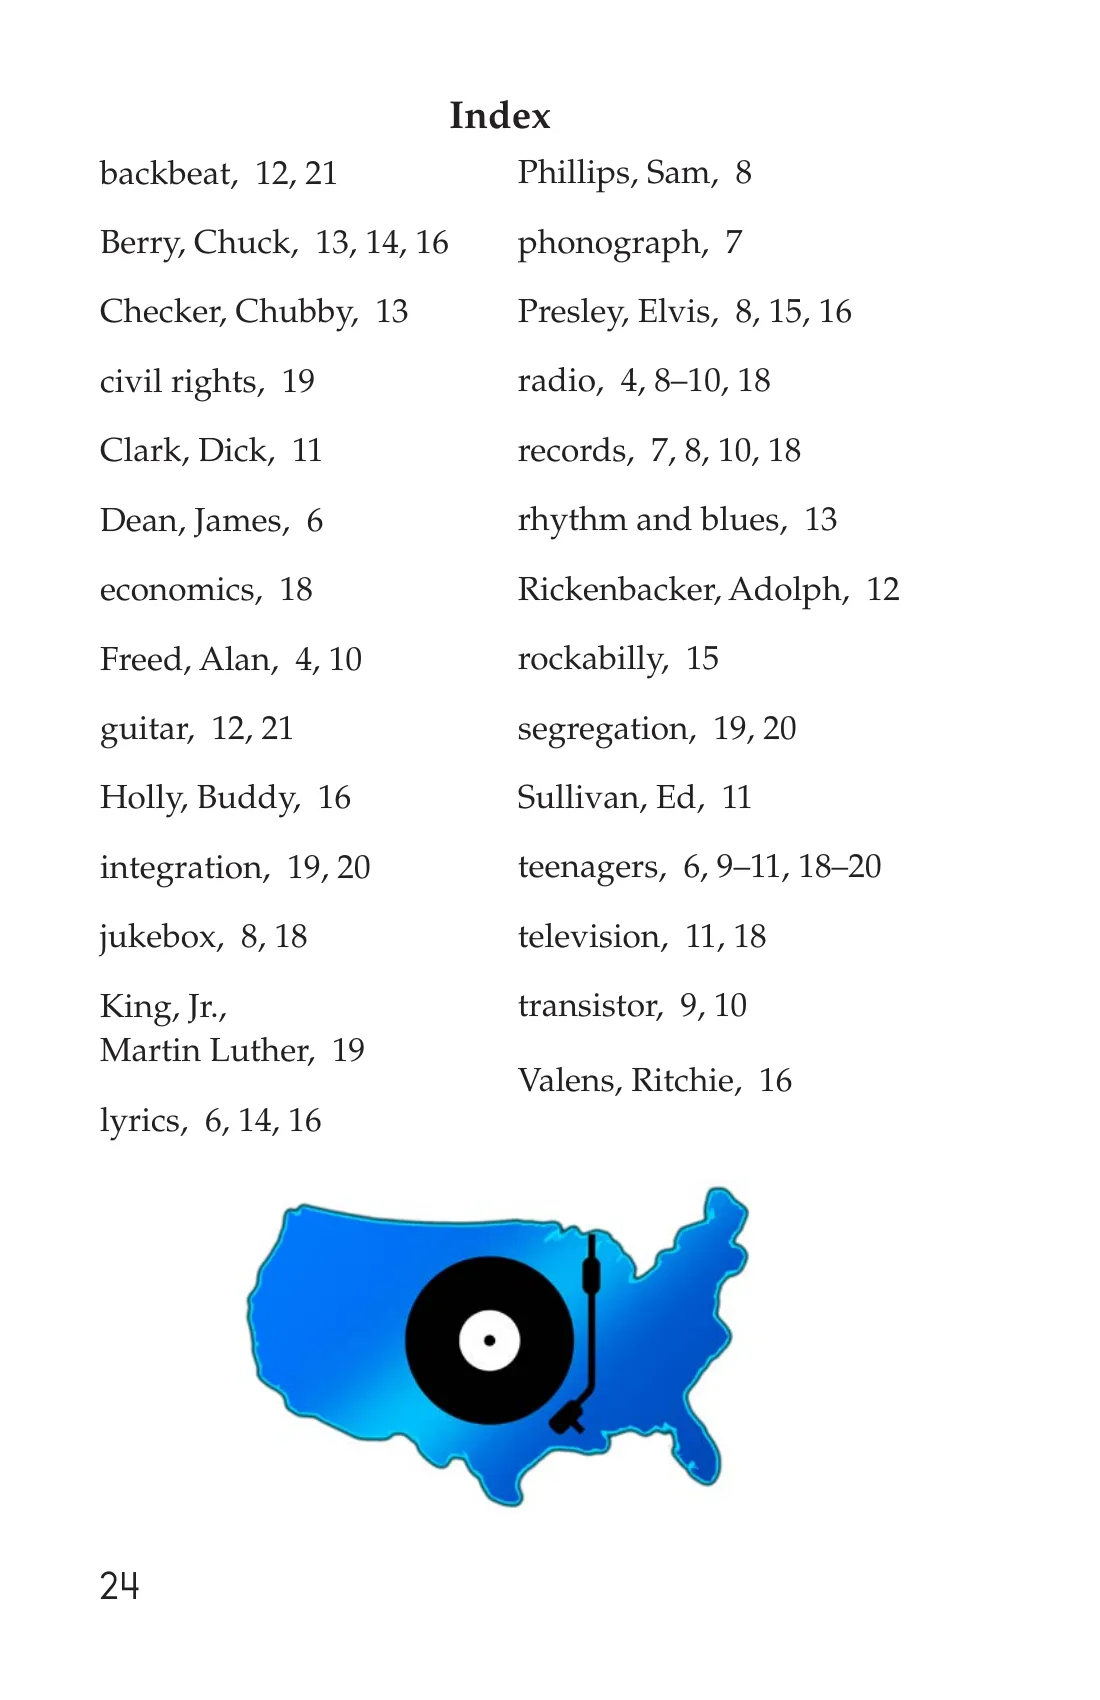 Index
backbeat, 12, 21
Berry, Chuck, 13, 14, 16
Checker, Chubby, 13
civil rights, 19
Clark, Dick, 11
Dean, James, 6
economics, 18
Freed, Alan, 4, 10
guitar, 12, 21
Holly, Buddy, 16
integration, 19, 20
jukebox, 8, 18
King, Jr.,
Martin Luther, 19
lyrics, 6, 14, 16
Phillips, Sam, 8
phonograph, 7
Presley, Elvis, 8, 15, 16
radio, 4, 8–10, 18
records, 7, 8, 10, 18
rhythm and blues, 13
Rickenbacker, Adolph, 12
rockabilly, 15
segregation, 19, 20
Sullivan, Ed, 11
teenagers, 6, 9–11, 18–20
television, 11, 18
transistor, 9, 10
Valens, Ritchie, 16
24